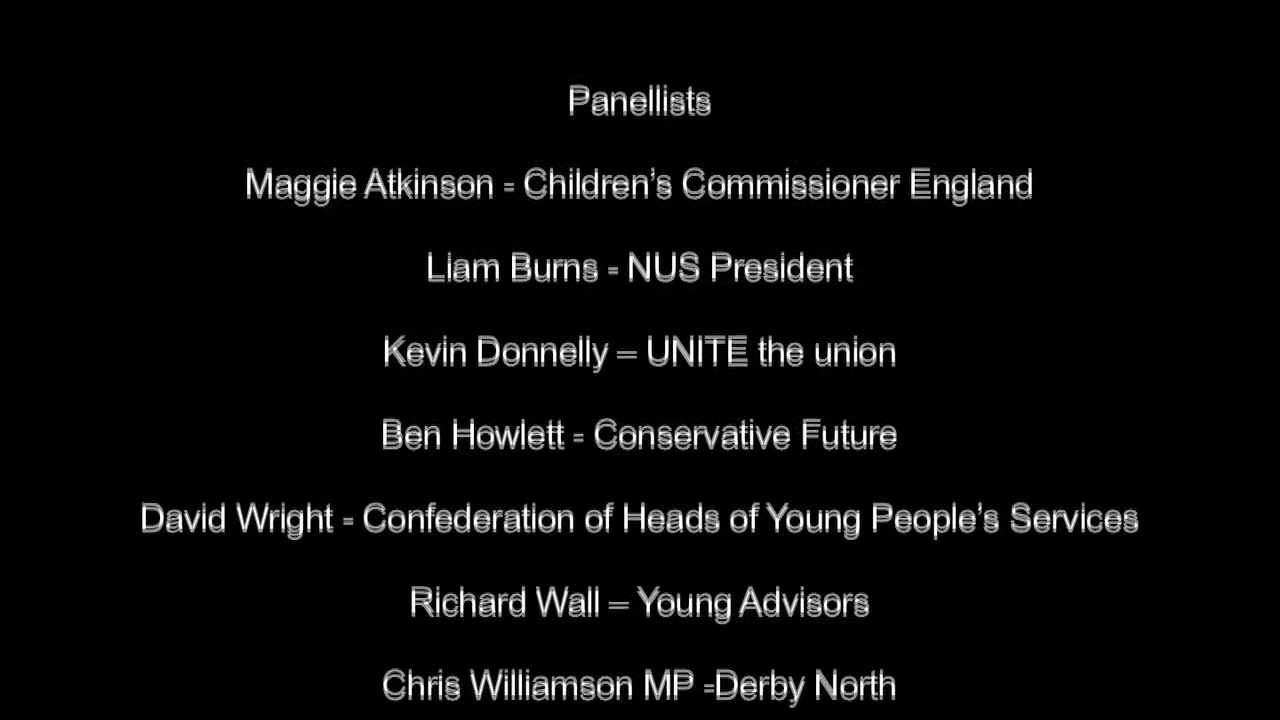 Panellists
Maggie Atkinson - Children’s Commissioner England
Liam Burns - NUS President
Kevin Donnelly – UNITE the union
Ben Howlett - Conservative Future
David Wright - Confederation of Heads of Young People’s Services
Richard Wall – Young Advisors
Chris Williamson MP -Derby North